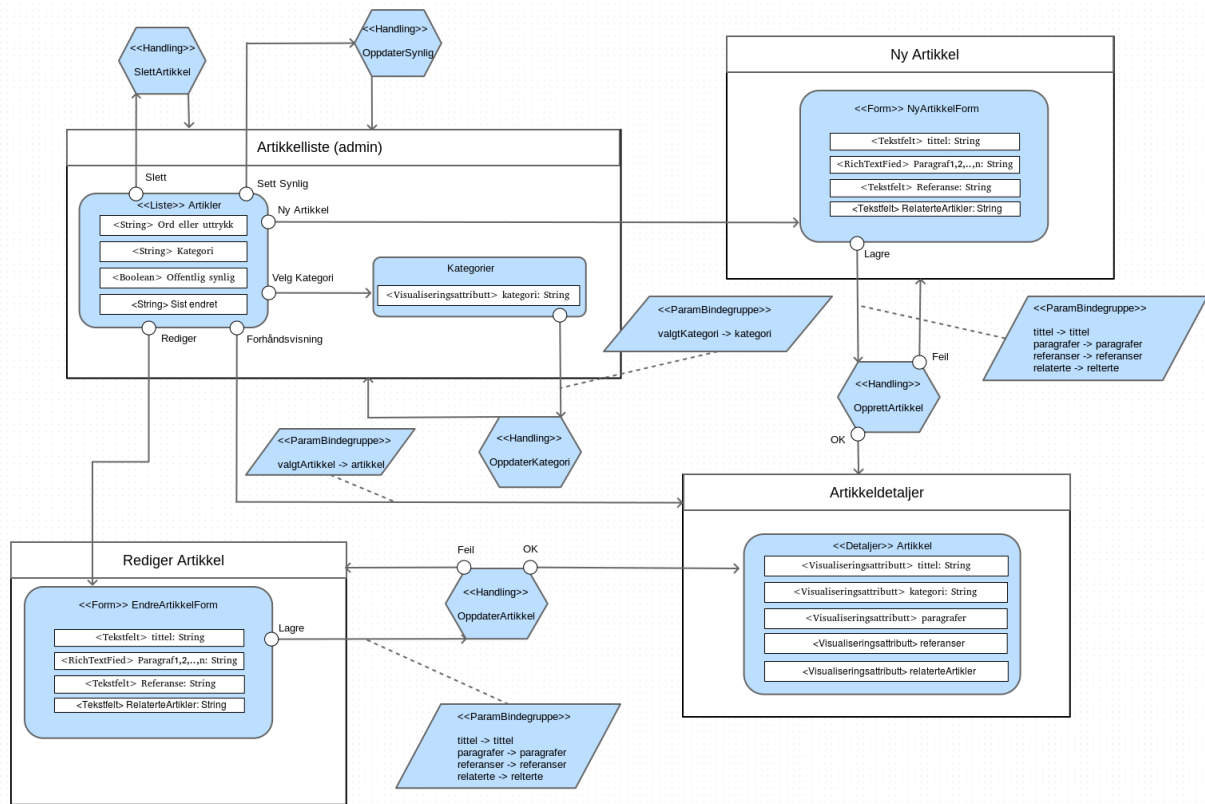 <<Handling>>
SlettArtikkel
<<Handling>>
OppdaterSynlig
Ny Artikkel
<<Form>> NyArtikkelForm
<Tekstfelt> tittel: String
<RichTextFied> Paragraf1,2,..,n: String
<Tekstfelt> Referanse: String
<Tekstfelt> RelaterteArtikler: String
Lagre
Artikkelliste (admin)
Slett
Sett Synlig
<<Liste>> Artikler
<String> Ord eller uttrykk
<String> Kategori
<Boolean> Offentlig synlig
<String> Sist endret
Ny Artikkel
Velg Kategori
Rediger
Forhåndsvisning
Kategorier
<Visualiseringsattributt> kategori: String
<<ParamBindegruppe>>
valgtKategori -> kategori
<<ParamBindegruppe>>
tittel -> tittel
paragrafer -> paragrafer
referanser -> referanser
relaterte -> relterte
Feil
<<Handling>>
OpprettArtikkel
OK
<<ParamBindegruppe>>
valgtArtikkel -> artikkel
<<Handling>>
OppdaterKategori
Artikkeldetaljer
<<Detaljer>> Artikkel
<Visualiseringsattributt> tittel: String
<Visualiseringsattributt> kategori: String
<Visualiseringsattributt> paragrafer
<Visualiseringsattributt> referanser
<Visualiseringsattributt> relaterteArtikler
Rediger Artikkel
<<Form>> EndreArtikkelForm
<Tekstfelt> tittel: String
<RichTextFied> Paragraf1,2,..,n: String
<Tekstfelt> Referanse: String
<Tekstfelt> RelaterteArtikler: String
Lagre
Feil
OK
<<Handling>>
OppdaterArtikkel
<<ParamBindegruppe>>
tittel -> tittel
paragrafer -> paragrafer
referanser -> referanser
relaterte -> relterte